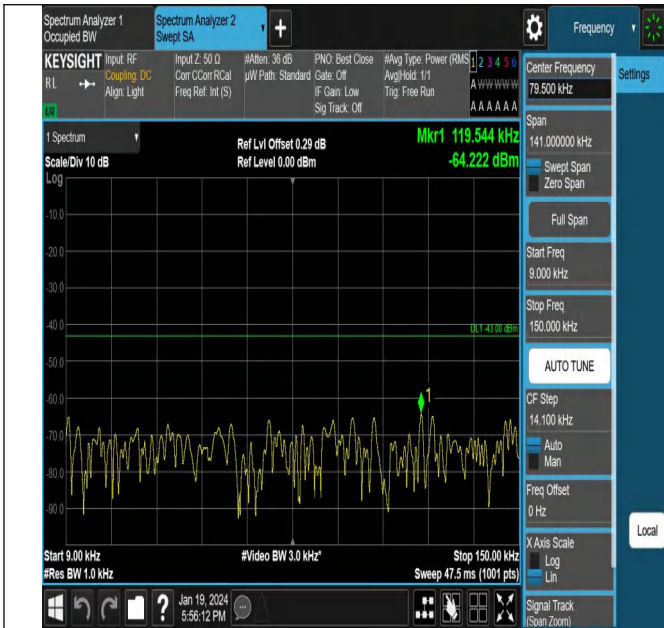 Spectrum Analyzer 1
Occupied BW
Spectrum Analyzer 2
Swept SA
+
Frequency
KEYSIGHT
RL
LXI
Input: RF
Coupling: DC
Align: Light
Input Z: 50 Ω
Corr CCorr RCal
Freq Ref: Int (S)
#Atten: 36 dB
µW Path: Standard
PNO: Best Close
Gate: Off
IF Gain: Low
Sig Track: Off
#Avg Type: Power (RMS
Avg|Hold: 1/1
Trig: Free Run
1 2 3 4 5 6
A W W W W W
A A A A A A
1 Spectrum
Scale/Div 10 dB
Log
Ref Lvl Offset 0.29 dB
Ref Level 0.00 dBm
Mkr1 119.544 kHz
-64.222 dBm
-10.0
-20.0
-30.0
-40.0
-50.0
-60.0
-70.0
-80.0
-90.0
DL1 -43.00 dBm
1
Start 9.00 kHz
#Res BW 1.0 kHz
#Video BW 3.0 kHz*
Stop 150.00 kHz
Sweep 47.5 ms (1001 pts)
?
Jan 19, 2024
5:56:12 PM
Center Frequency
79.500 kHz
Span
141.000000 kHz
Swept Span
Zero Span
Full Span
Start Freq
9.000 kHz
Stop Freq
150.000 kHz
AUTO TUNE
CF Step
14.100 kHz
Auto
Man
Freq Offset
0 Hz
X Axis Scale
Log
Lin
Signal Track
(Span Zoom)
Settings
Local